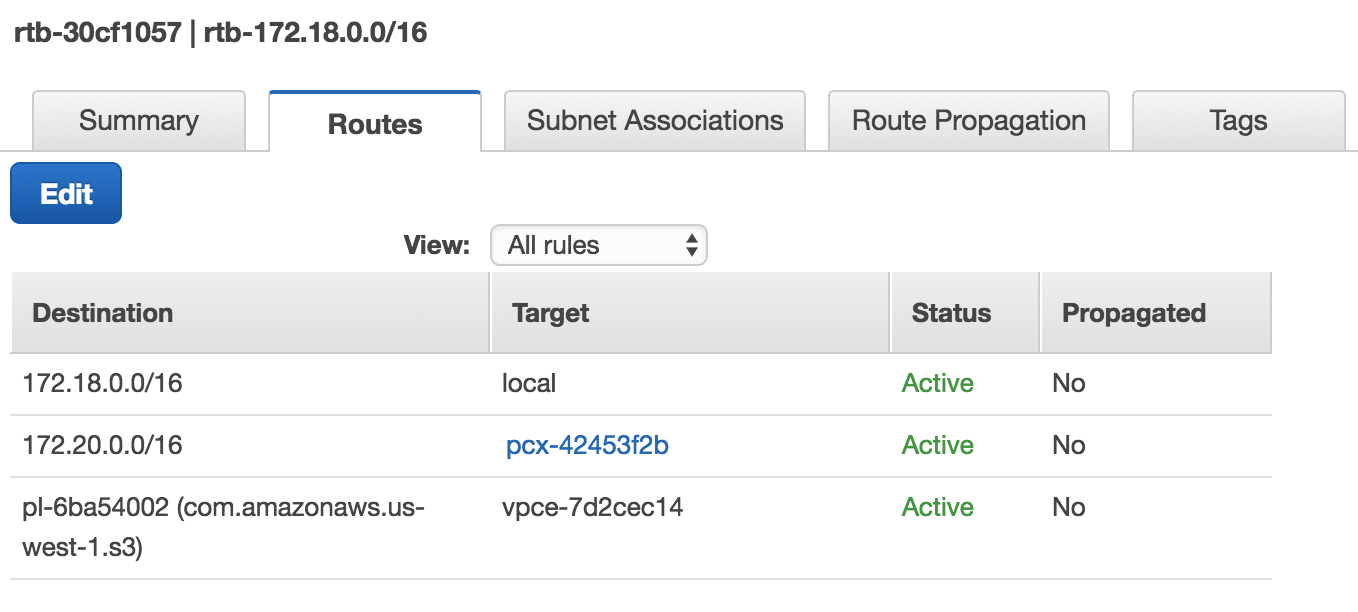 rtb-30cf1057 | rtb-172.18.0.0/16
Summary Routes Subnet Associations Route Propagation Tags
Edit
View: All rules
Destination Target Status Propagated
172.18.0.0/16 local Active No
172.20.0.0/16 pcx-42453f2b Active No
pl-6ba54002 (com.amazonaws.us- vpce-7d2cec14 Active No
west-1.s3)